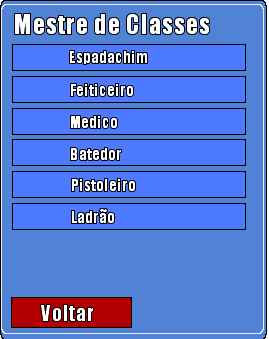 Mestre de Classes
Espadachim
Feiticeiro
Medico
Batedor
Pistoleiro
Ladrão
Voltar